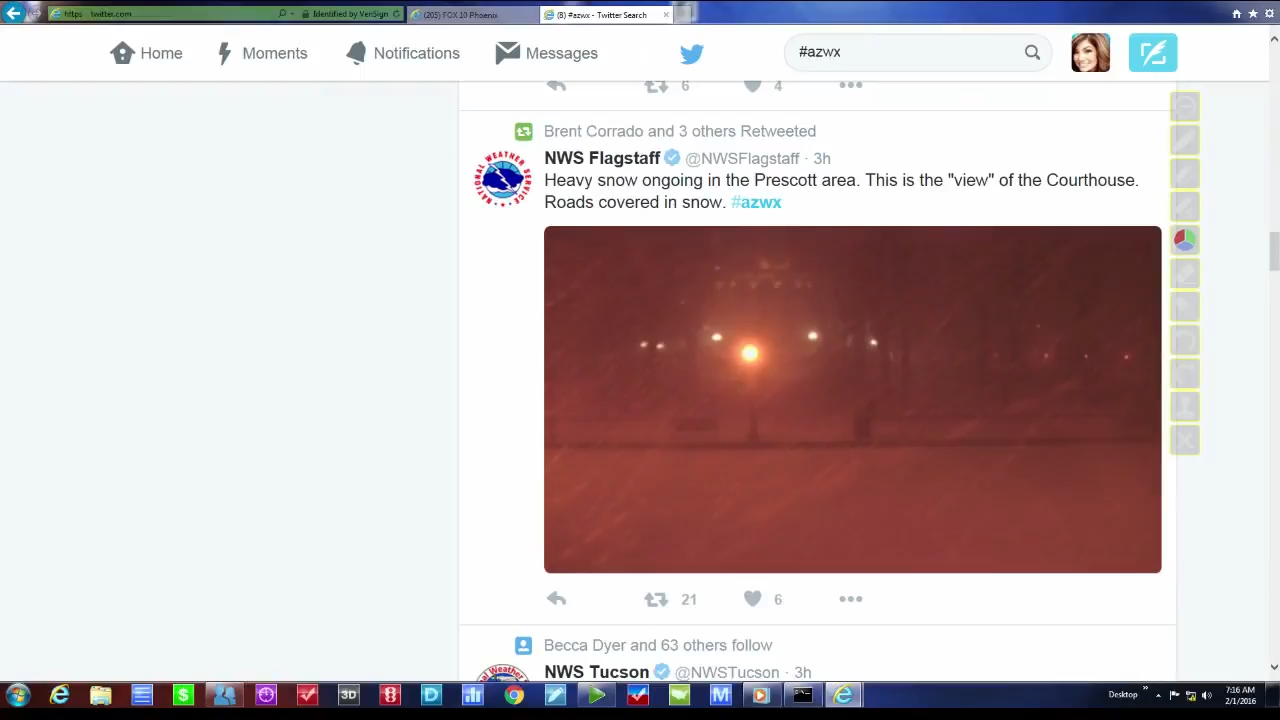 https twitter.com
Identified by VeriSign
(205) FOX 10 Phoenix
(8) #azwx - Twitter Search
Home
Moments
Notifications
Messages
#azwx
6
4
Brent Corrado and 3 others Retweeted
NWS Flagstaff @NWSFlagstaff · 3h
Heavy snow ongoing in the Prescott area. This is the "view" of the Courthouse.
Roads covered in snow. #azwx
21
6
Becca Dyer and 63 others follow
NWS Tucson @NWSTucson · 3h
3D
D
M
Desktop
7:16 AM
2/1/2016